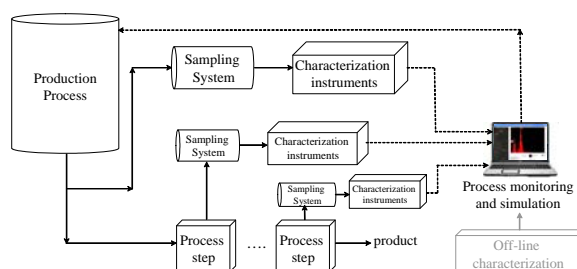 Production
Process
Sampling
System
Characterization
instruments
Sampling
System
Characterization
instruments
Sampling
System
Characterization
instruments
Process monitoring
and simulation
Process
step
....
Process
step
product
Off-line
characterization